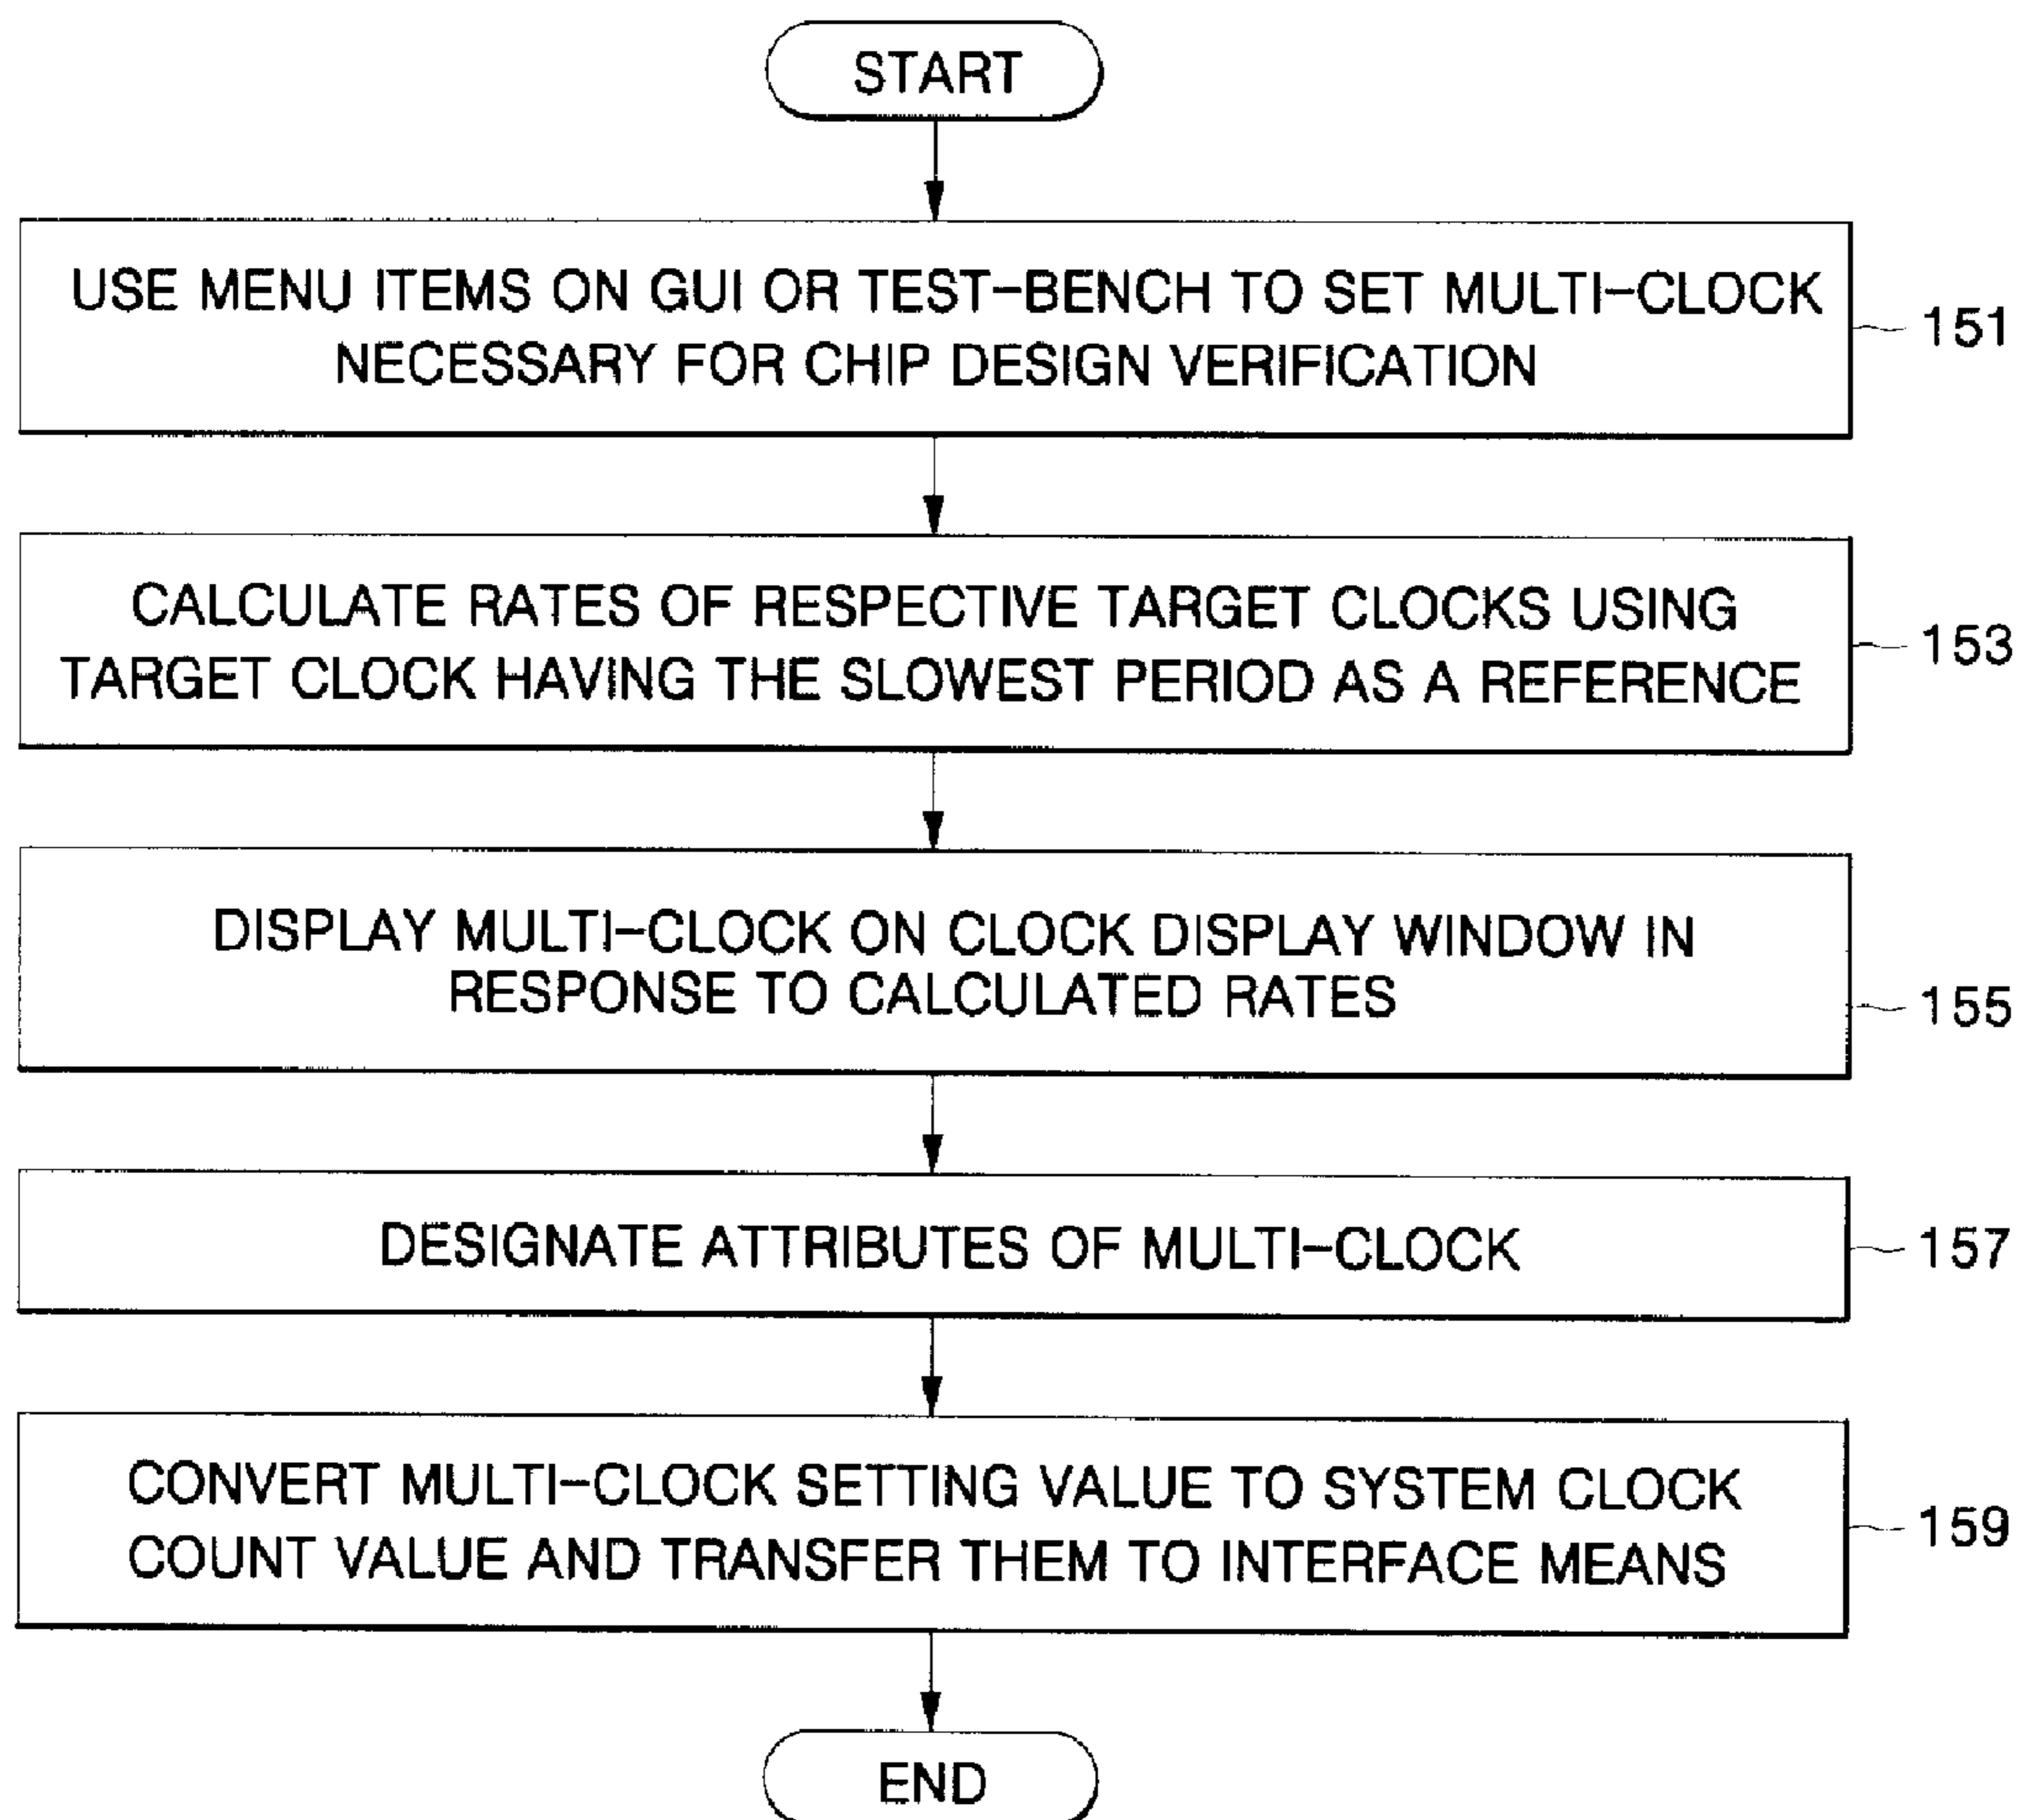 START
USE MENU ITEMS ON GUI OR TEST-BENCH TO SET MULTI-CLOCK
NECESSARY FOR CHIP DESIGN VERIFICATION
151
CALCULATE RATES OF RESPECTIVE TARGET CLOCKS USING
TARGET CLOCK HAVING THE SLOWEST PERIOD AS A REFERENCE
153
DISPLAY MULTI-CLOCK ON CLOCK DISPLAY WINDOW IN
RESPONSE TO CALCULATED RATES
155
DESIGNATE ATTRIBUTES OF MULTI-CLOCK
157
CONVERT MULTI-CLOCK SETTING VALUE TO SYSTEM CLOCK
COUNT VALUE AND TRANSFER THEM TO INTERFACE MEANS
159
END